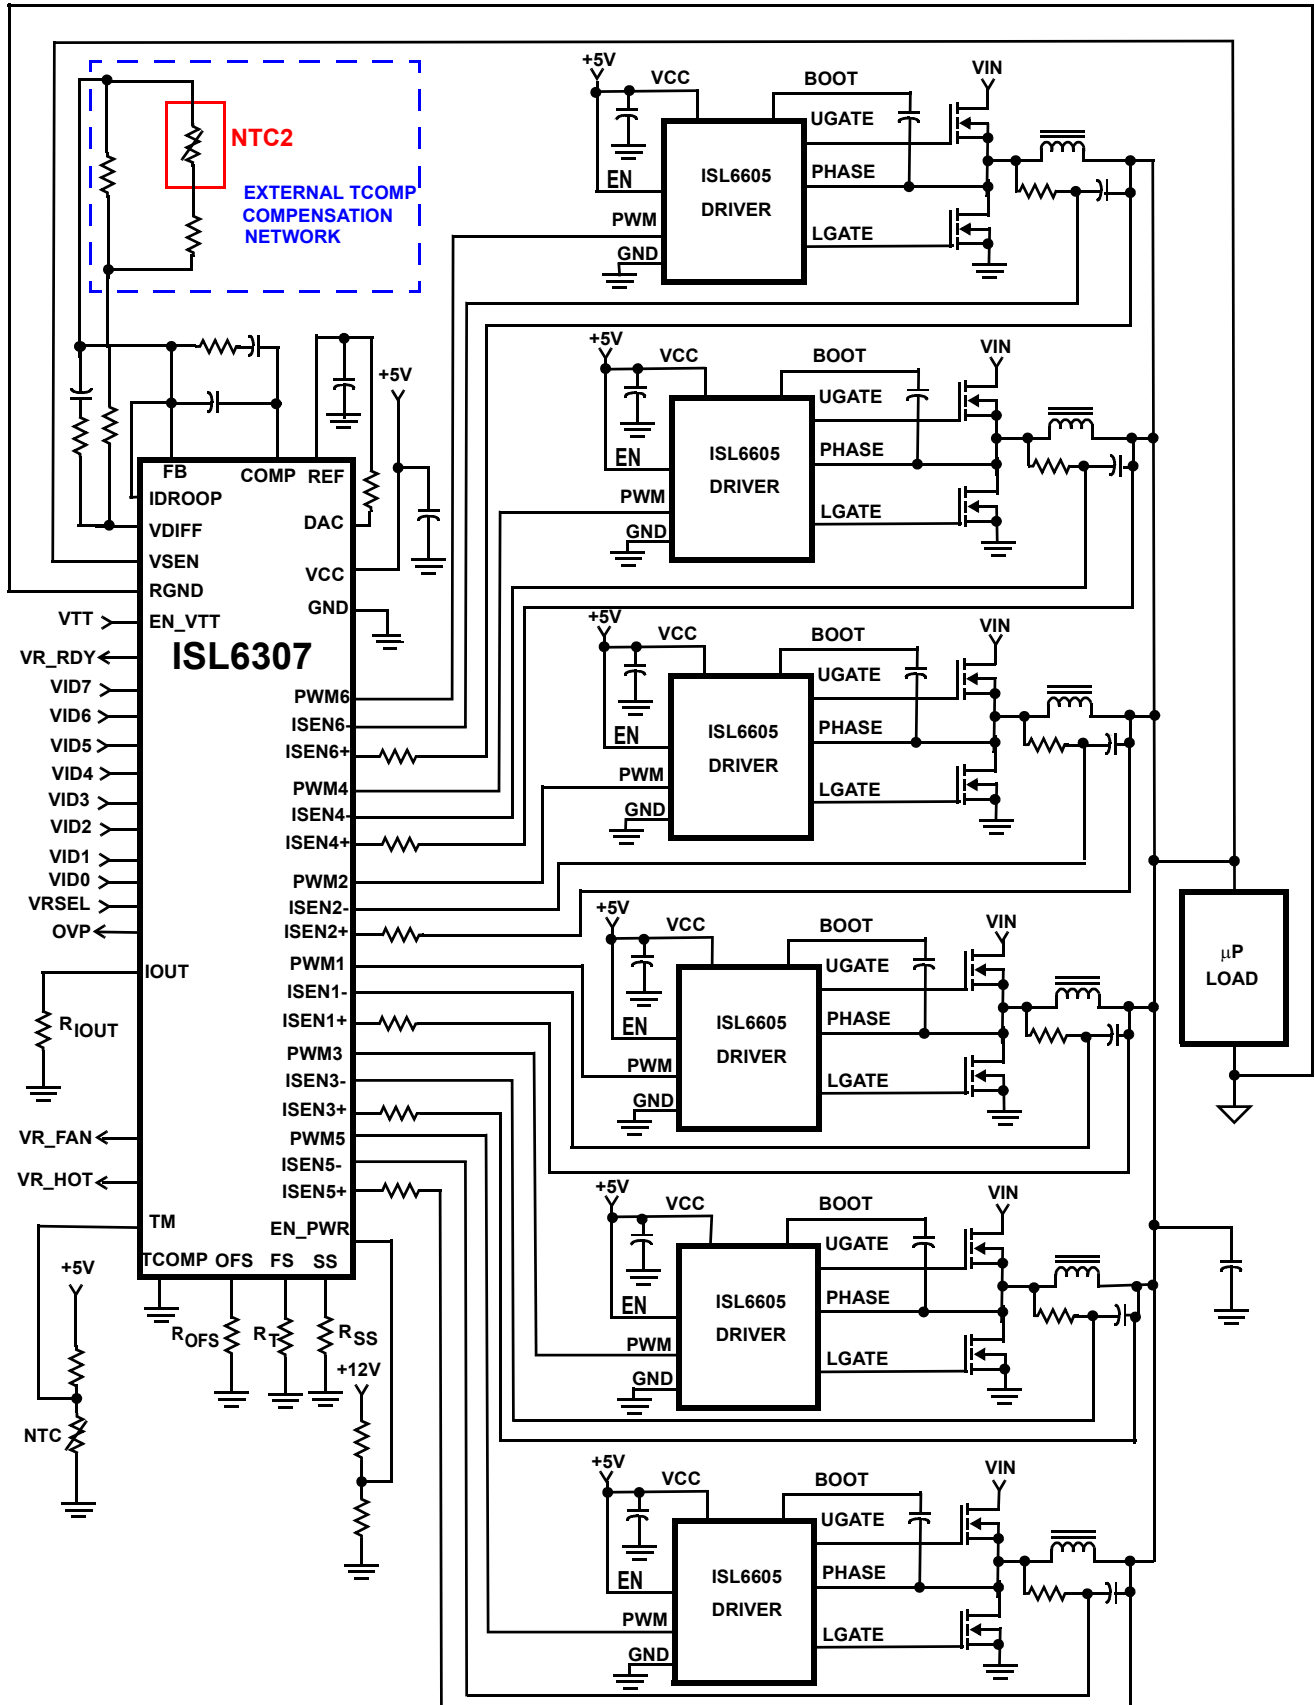 NTC2
EXTERNAL TCOMP
COMPENSATION
NETWORK
+5V
VCC
BOOT
VIN
UGATE
EN
ISL6605
DRIVER
PHASE
PWM
LGATE
GND
+5V
VCC
BOOT
VIN
UGATE
EN
ISL6605
DRIVER
PHASE
PWM
LGATE
GND
+5V
VCC
BOOT
VIN
UGATE
EN
ISL6605
DRIVER
PHASE
PWM
LGATE
GND
+5V
VCC
BOOT
VIN
UGATE
EN
ISL6605
DRIVER
PHASE
PWM
LGATE
GND
+5V
VCC
BOOT
VIN
UGATE
EN
ISL6605
DRIVER
PHASE
PWM
LGATE
GND
+5V
VCC
BOOT
VIN
UGATE
EN
ISL6605
DRIVER
PHASE
PWM
LGATE
GND
μP
LOAD
+5V
FB
COMP
REF
IDROOP
VDIFF
DAC
VSEN
VCC
RGND
GND
VTT
EN_VTT
ISL6307
VR_RDY
VID7
VID6
VID5
VID4
VID3
VID2
VID1
VID0
VRSEL
OVP
PWM6
ISEN6-
ISEN6+
PWM4
ISEN4-
ISEN4+
PWM2
ISEN2-
ISEN2+
PWM1
ISEN1-
ISEN1+
PWM3
ISEN3-
ISEN3+
PWM5
ISEN5-
ISEN5+
EN_PWR
IOUT
RIOUT
VR_FAN
VR_HOT
TM
TCOMP
OFS
FS
SS
+5V
ROFS
RT
RSS
+12V
NTC